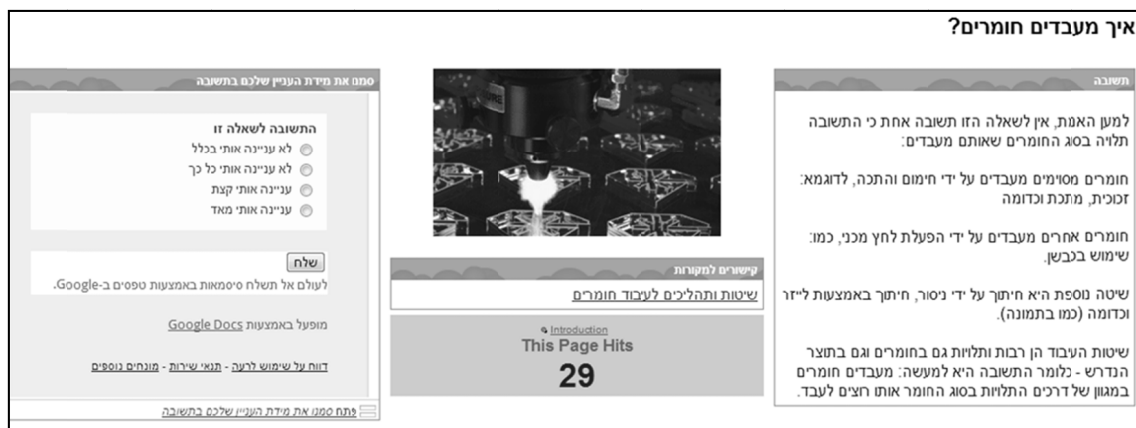 איך מעבדים חומרים?
תשובה
למען האמת, אין לשאלה הזו תשובה אחת כי התשובה
תלויה בסוג החומרים שאותם מעבדים:
חומרים מסוימים מעבדים על ידי חימום והתכה, לדוגמא:
זכוכית, מתכת וכדומה
חומרים אחרים מעבדים על ידי הפעלת לחץ מכני, כמו:
שימוש בכבשן.
שיטה נוספת היא חיתוך על ידי ניסור, חיתוך באמצעות לייזר
וכדומה (כמו בתמונה).
שיטות העיבוד הן רבות ותלויות גם בחומרים וגם בתוצר
הנדרש - כלומר התשובה היא למעשה: מעבדים חומרים
במגוון של דרכים התלויות בסוג החומר אותו רוצים לעבד.
קישורים למקורות
שיטות ותהליכים לעיבוד חומרים
Introduction
This Page Hits
29
סמנו את מידת העניין שלכם בתשובה
התשובה לשאלה זו
לא עניינה אותי בכלל
לא עניינה אותי כל כך
עניינה אותי קצת
עניינה אותי מאד
שלח
לעולם אל תשלח סיסמאות באמצעות טפסים ב-Google.
מופעל באמצעות Google Docs
דווח על שימוש לרעה - תנאי שירות - מונחים נוספים
פתח סמנו את מידת העניין שלכם בתשובה